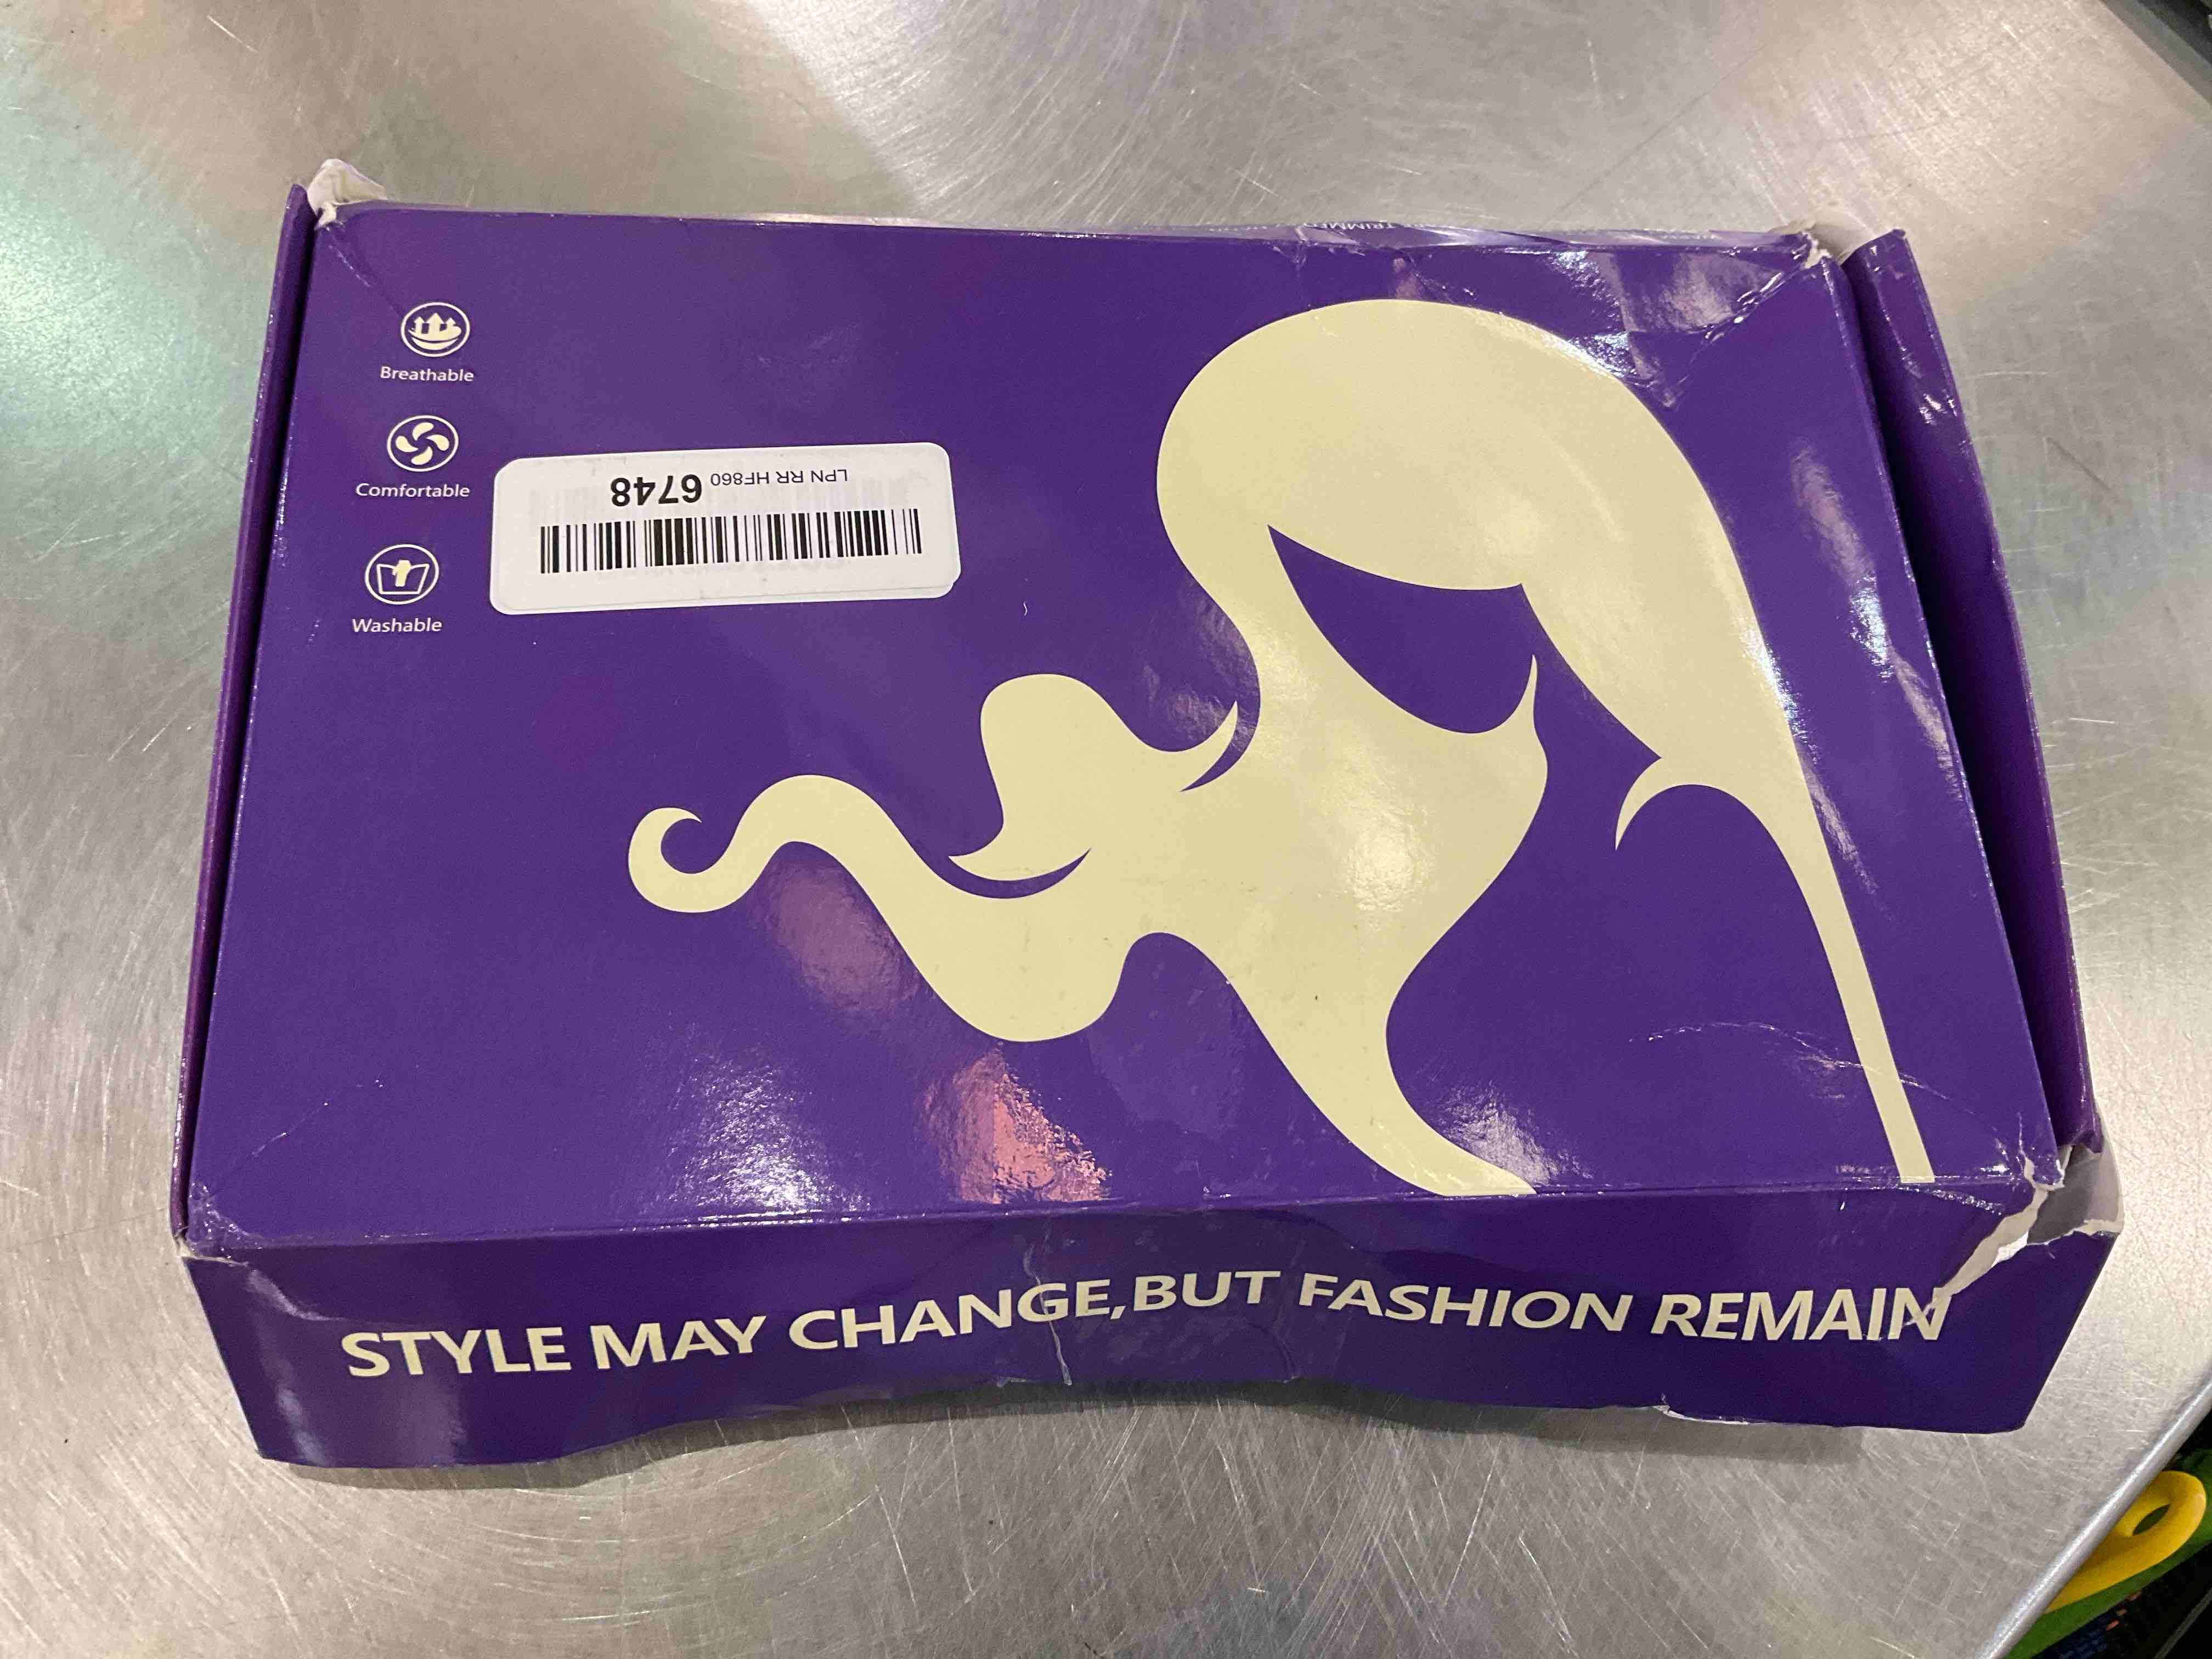 Breathable
Comfortable
LPN RR HF860 6748
Washable
STYLE MAY CHANGE,BUT FASHION REMAIN